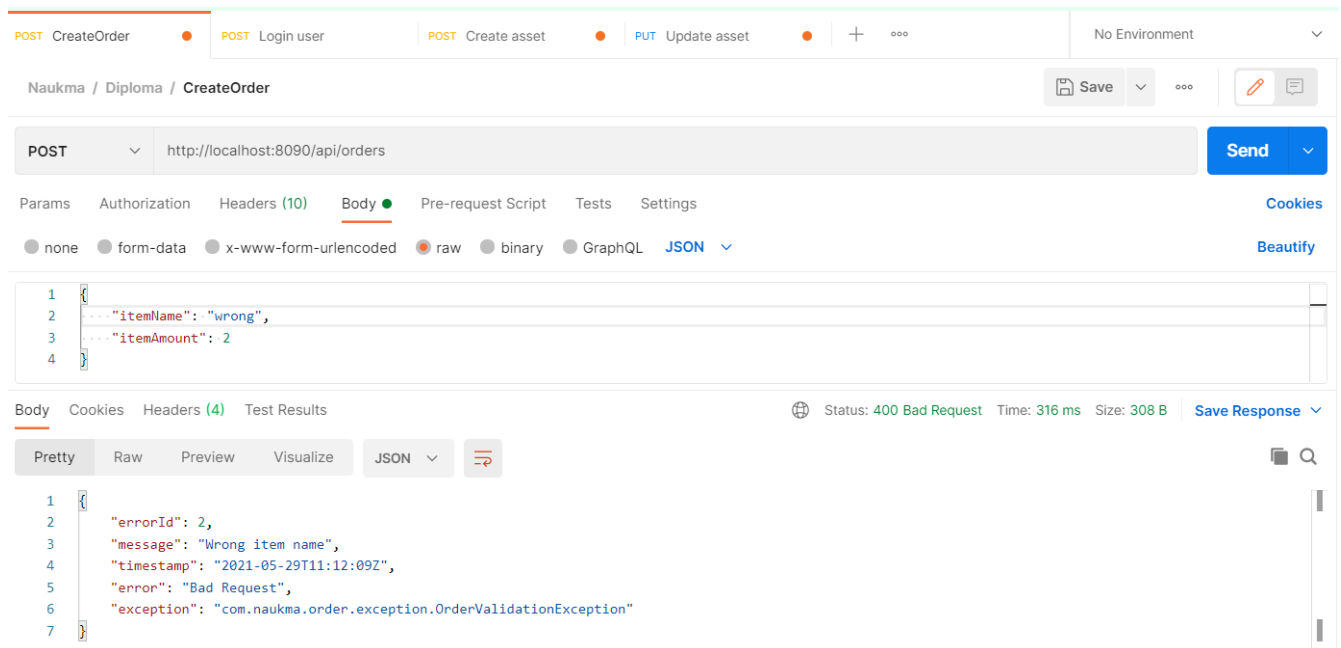 POST CreateOrder POST Login user POST Create asset PUT Update asset + ooo No Environment
Naukma / Diploma / CreateOrder Save ooo
POST http://localhost:8090/api/orders Send
Params Authorization Headers (10) Body Pre-request Script Tests Settings Cookies
none form-data x-www-form-urlencoded raw binary GraphQL JSON Beautify
1 {
2 "itemName": "wrong",
3 "itemAmount": 2
4 }
Body Cookies Headers (4) Test Results Status: 400 Bad Request Time: 316 ms Size: 308 B Save Response
Pretty Raw Preview Visualize JSON
1 {
2 "errorId": 2,
3 "message": "Wrong item name",
4 "timestamp": "2021-05-29T11:12:09Z",
5 "error": "Bad Request",
6 "exception": "com.naukma.order.exception.OrderValidationException"
7 }